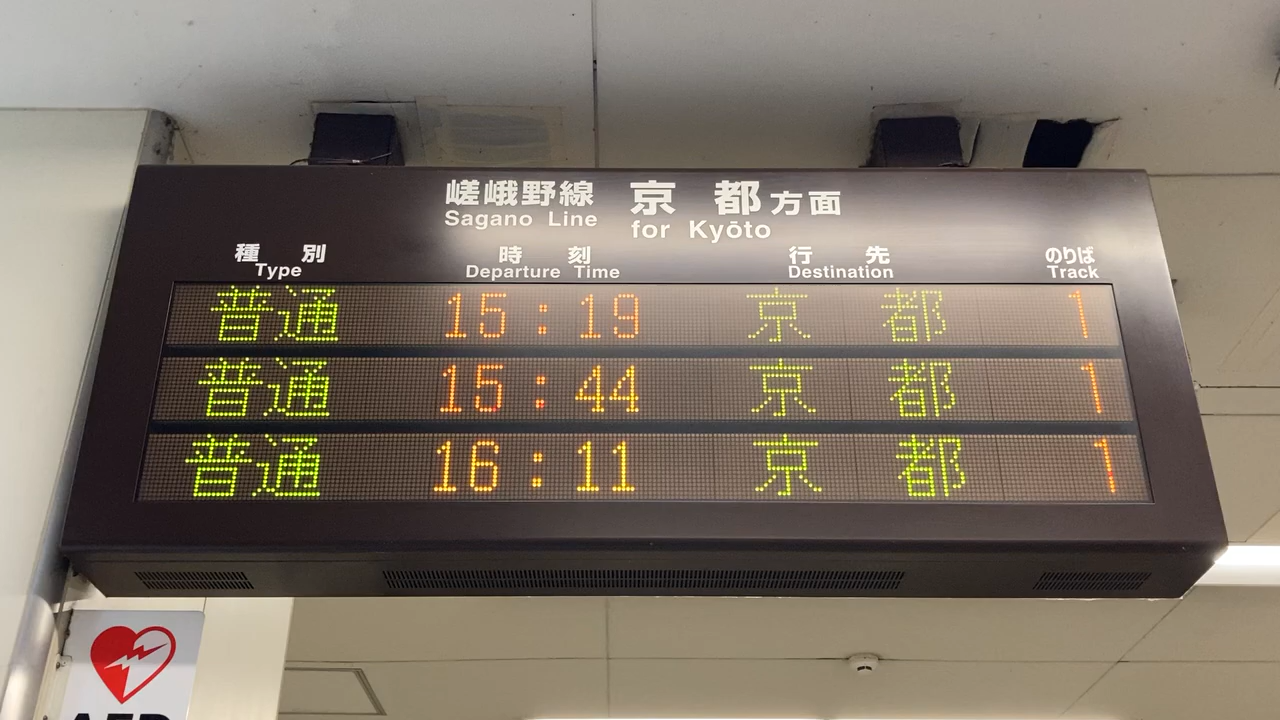 嵯峨野線 京都方面
Sagano Line for Kyōto
種別 時刻 行先 のりば
Type Departure Time Destination Track
普通 15:19 京都 1
普通 15:44 京都 1
普通 16:11 京都 1
AED